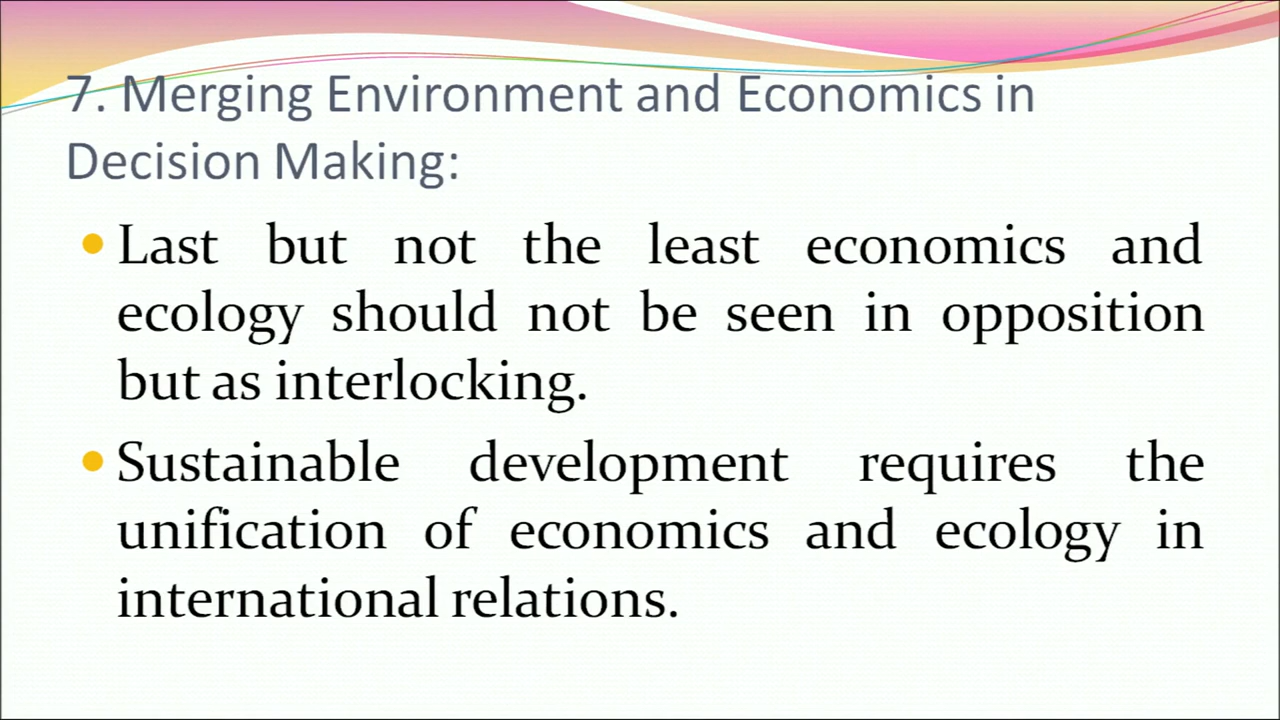 7. Merging Environment and Economics in
Decision Making:
Last but not the least economics and
ecology should not be seen in opposition
but as interlocking.
Sustainable development requires the
unification of economics and ecology in
international relations.